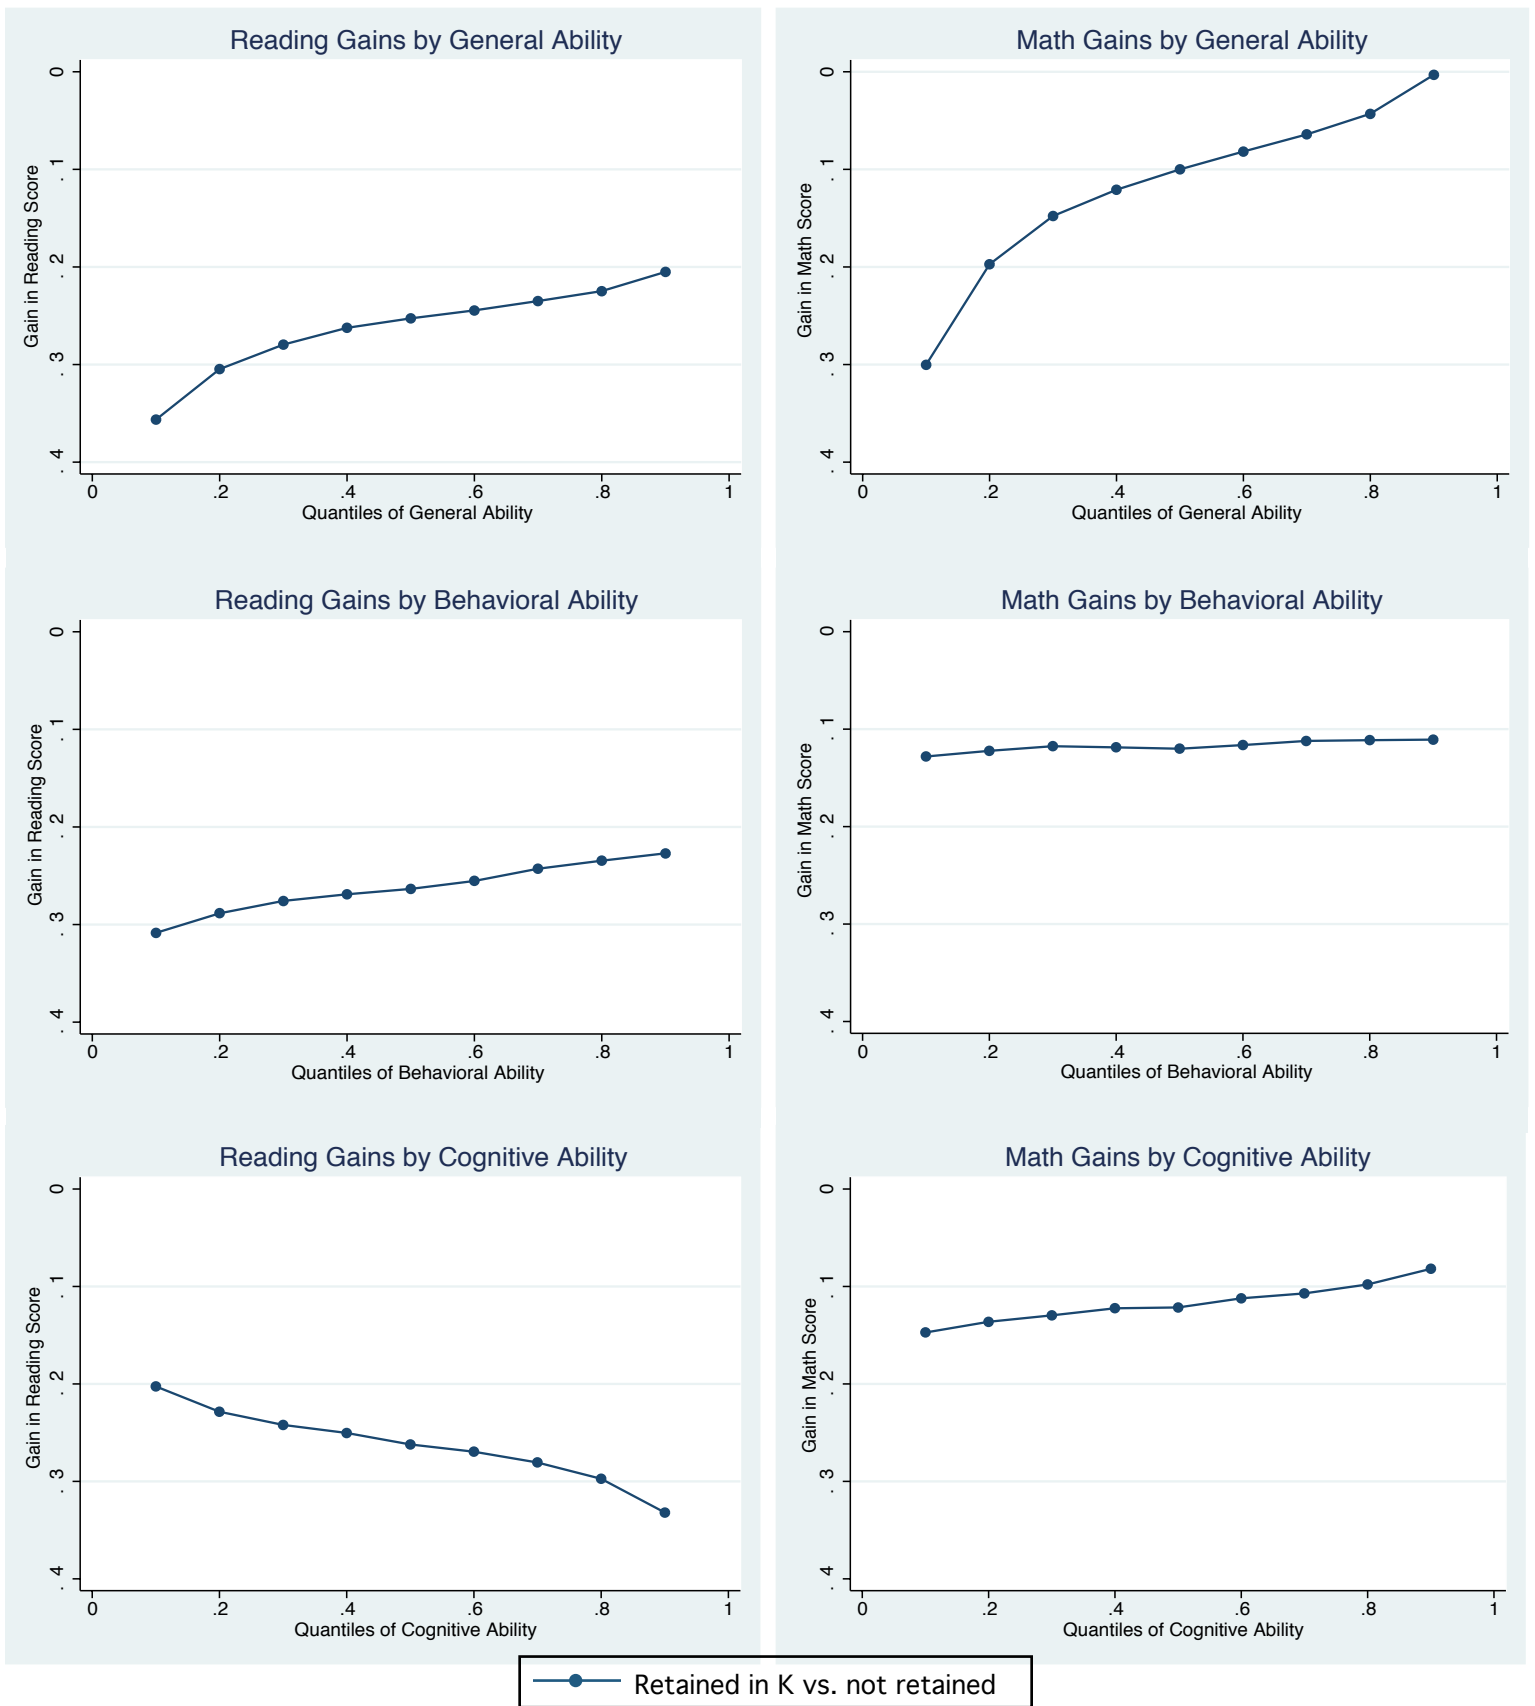 Reading Gains by General Ability
Gain in Reading Score
0
.1
.2
.3
.4
0 .2 .4 .6 .8 1
Quantiles of General Ability
Math Gains by General Ability
Gain in Math Score
0
.1
.2
.3
.4
0 .2 .4 .6 .8 1
Quantiles of General Ability
Reading Gains by Behavioral Ability
Gain in Reading Score
0
.1
.2
.3
.4
0 .2 .4 .6 .8 1
Quantiles of Behavioral Ability
Math Gains by Behavioral Ability
Gain in Math Score
0
.1
.2
.3
.4
0 .2 .4 .6 .8 1
Quantiles of Behavioral Ability
Reading Gains by Cognitive Ability
Gain in Reading Score
0
.1
.2
.3
.4
0 .2 .4 .6 .8 1
Quantiles of Cognitive Ability
Math Gains by Cognitive Ability
Gain in Math Score
0
.1
.2
.3
.4
0 .2 .4 .6 .8 1
Quantiles of Cognitive Ability
Retained in K vs. not retained